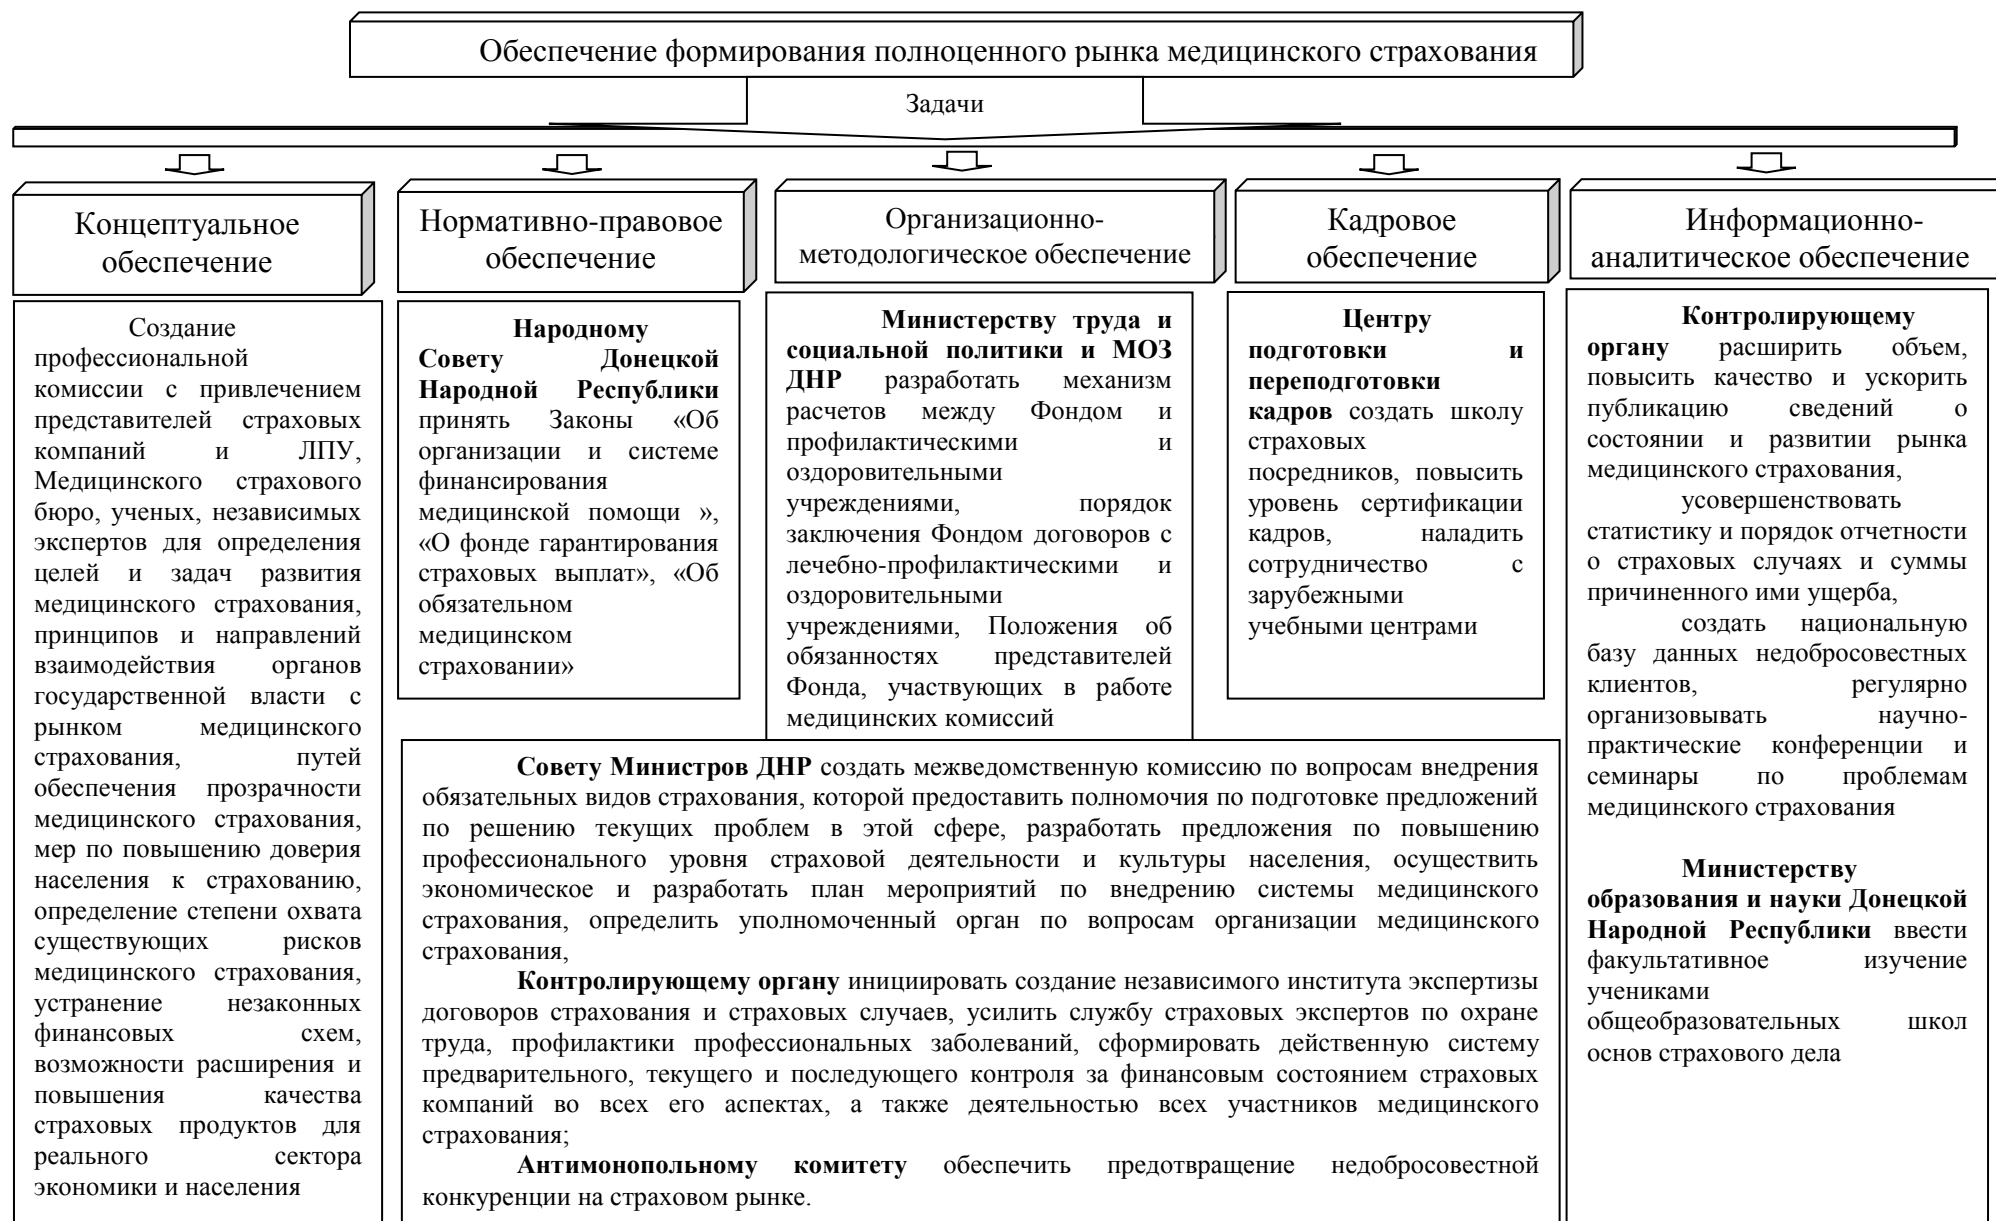 Обеспечение формирования полноценного рынка медицинского страхования
Задачи
Концептуальное
обеспечение
Создание
профессиональной
комиссии с привлечением
представителей страховых
компаний и ЛПУ,
Медицинского страхового
бюро, ученых, независимых
экспертов для определения
целей и задач развития
медицинского страхования,
принципов и направлений
взаимодействия органов
государственной власти с
рынком медицинского
страхования, путей
обеспечения прозрачности
медицинского страхования,
мер по повышению доверия
населения к страхованию,
определение степени охвата
существующих рисков
медицинского страхования,
устранение незаконных
финансовых схем,
возможности расширения и
повышения качества
страховых продуктов для
реального сектора
экономики и населения
Нормативно-правовое
обеспечение
Народному
Совету Донецкой
Народной Республики
принять Законы «Об
организации и системе
финансирования
медицинской помощи »,
«О фонде гарантирования
страховых выплат», «Об
обязательном
медицинском
страховании»
Организационно-
методологическое обеспечение
Министерству труда и
социальной политики и МОЗ
ДНР разработать механизм
расчетов между Фондом и
профилактическими и
оздоровительными
учреждениями, порядок
заключения Фондом договоров с
лечебно-профилактическими и
оздоровительными
учреждениями, Положения об
обязанностях представителей
Фонда, участвующих в работе
медицинских комиссий
Кадровое
обеспечение
Центру
подготовки и
переподготовки
кадров создать школу
страховых
посредников, повысить
уровень сертификации
кадров, наладить
сотрудничество с
зарубежными
учебными центрами
Совету Министров ДНР создать межведомственную комиссию по вопросам внедрения
обязательных видов страхования, которой предоставить полномочия по подготовке предложений
по решению текущих проблем в этой сфере, разработать предложения по повышению
профессионального уровня страховой деятельности и культуры населения, осуществить
экономическое и разработать план мероприятий по внедрению системы медицинского
страхования, определить уполномоченный орган по вопросам организации медицинского
страхования,
Контролирующему органу инициировать создание независимого института экспертизы
договоров страхования и страховых случаев, усилить службу страховых экспертов по охране
труда, профилактики профессиональных заболеваний, сформировать действенную систему
предварительного, текущего и последующего контроля за финансовым состоянием страховых
компаний во всех его аспектах, а также деятельностью всех участников медицинского
страхования;
Антимонопольному комитету обеспечить предотвращение недобросовестной
конкуренции на страховом рынке.
Информационно-
аналитическое обеспечение
Контролирующему
органу расширить объем,
повысить качество и ускорить
публикацию сведений о
состоянии и развитии рынка
медицинского страхования,
усовершенствовать
статистику и порядок отчетности
о страховых случаях и суммы
причиненного ими ущерба,
создать национальную
базу данных недобросовестных
клиентов, регулярно
организовывать научно-
практические конференции и
семинары по проблемам
медицинского страхования
Министерству
образования и науки Донецкой
Народной Республики ввести
факультативное изучение
учениками
общеобразовательных школ
основ страхового дела